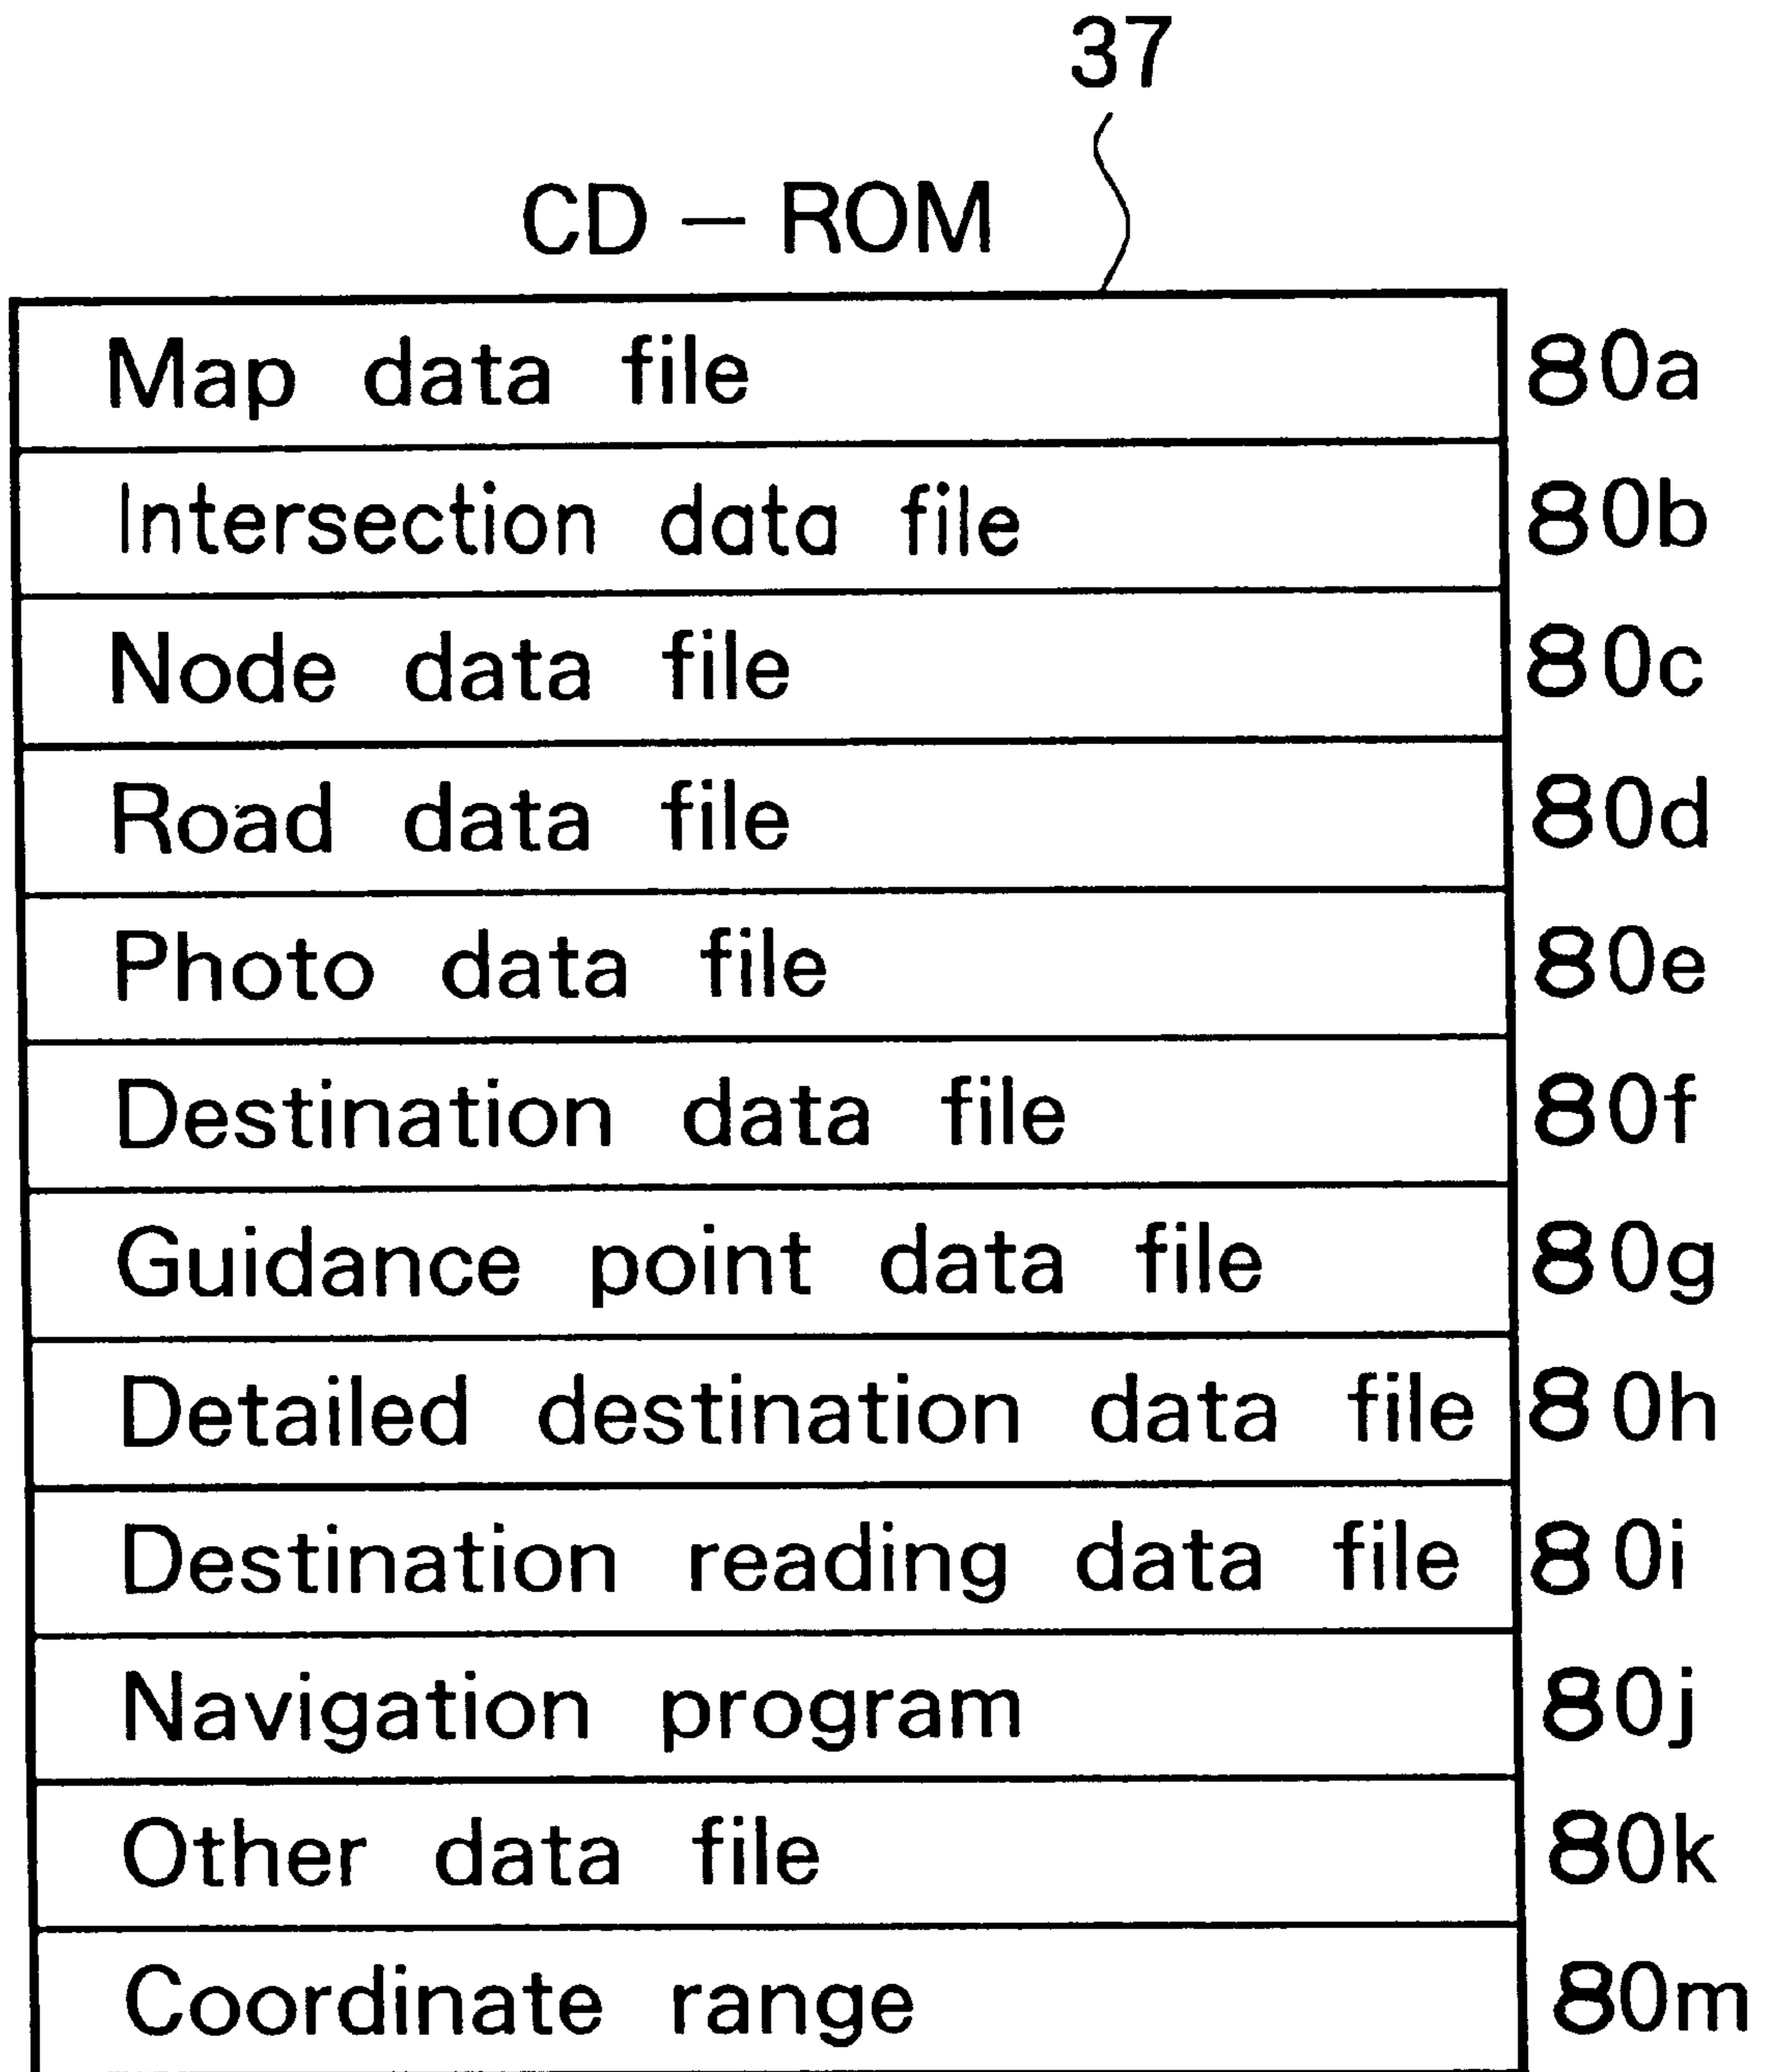 37
CD – ROM
Map data file 80a
Intersection data file 80b
Node data file 80c
Road data file 80d
Photo data file 80e
Destination data file 80f
Guidance point data file 80g
Detailed destination data file 80h
Destination reading data file 80i
Navigation program 80j
Other data file 80k
Coordinate range 80m